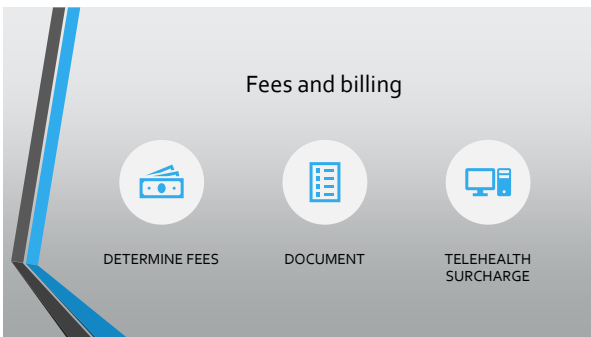 Fees and billing
DETERMINE FEES
DOCUMENT
TELEHEALTH
SURCHARGE